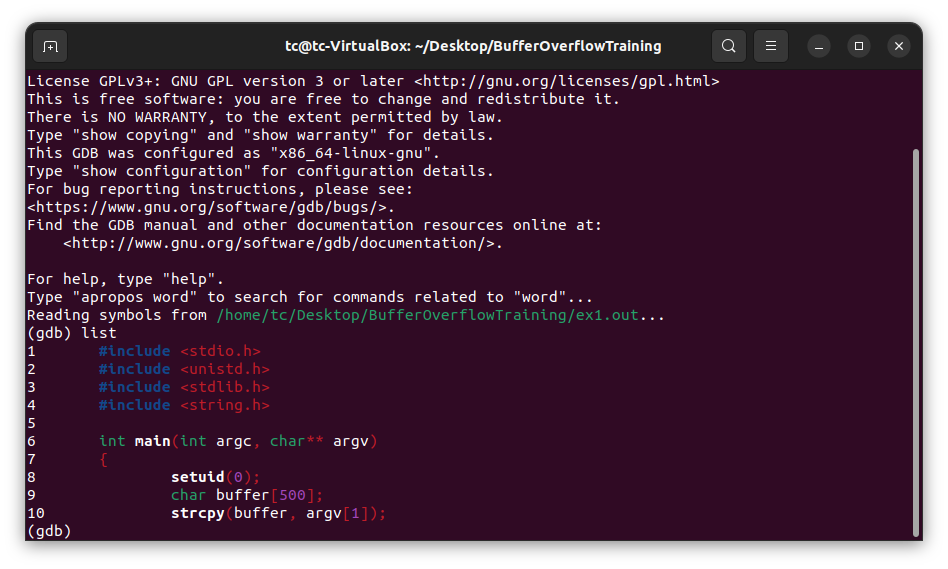 tc@tc-VirtualBox: ~/Desktop/BufferOverflowTraining
License GPLv3+: GNU GPL version 3 or later <http://gnu.org/licenses/gpl.html>
This is free software: you are free to change and redistribute it.
There is NO WARRANTY, to the extent permitted by law.
Type "show copying" and "show warranty" for details.
This GDB was configured as "x86_64-linux-gnu".
Type "show configuration" for configuration details.
For bug reporting instructions, please see:
<https://www.gnu.org/software/gdb/bugs/>.
Find the GDB manual and other documentation resources online at:
    <http://www.gnu.org/software/gdb/documentation/>.

For help, type "help".
Type "apropos word" to search for commands related to "word"...
Reading symbols from /home/tc/Desktop/BufferOverflowTraining/ex1.out...
(gdb) list
1       #include <stdio.h>
2       #include <unistd.h>
3       #include <stdlib.h>
4       #include <string.h>
5
6       int main(int argc, char** argv)
7       {
8               setuid(0);
9               char buffer[500];
10              strcpy(buffer, argv[1]);
(gdb)